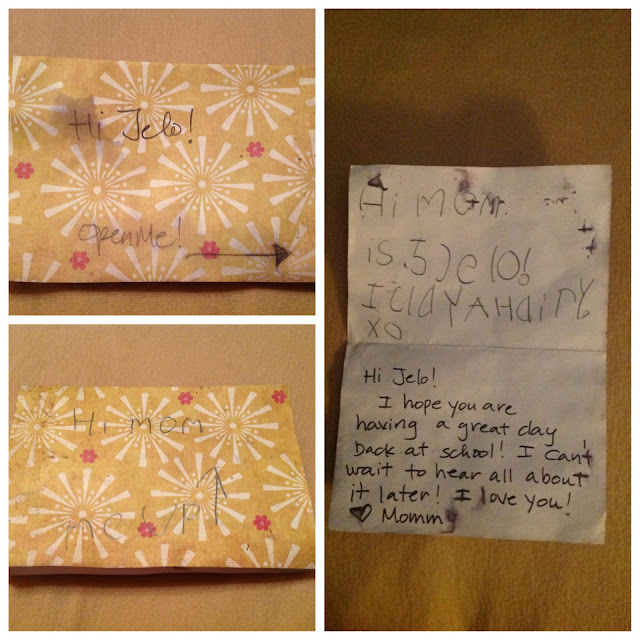 Hi Jelo!
openMe!
Hi mom
up
Hi MOM
is. 5 Jelo!
XO
Hi Jelo!
I hope you are
having a great day
back at school! I can't
wait to hear all about
it later! I love you!
♡ Mommy